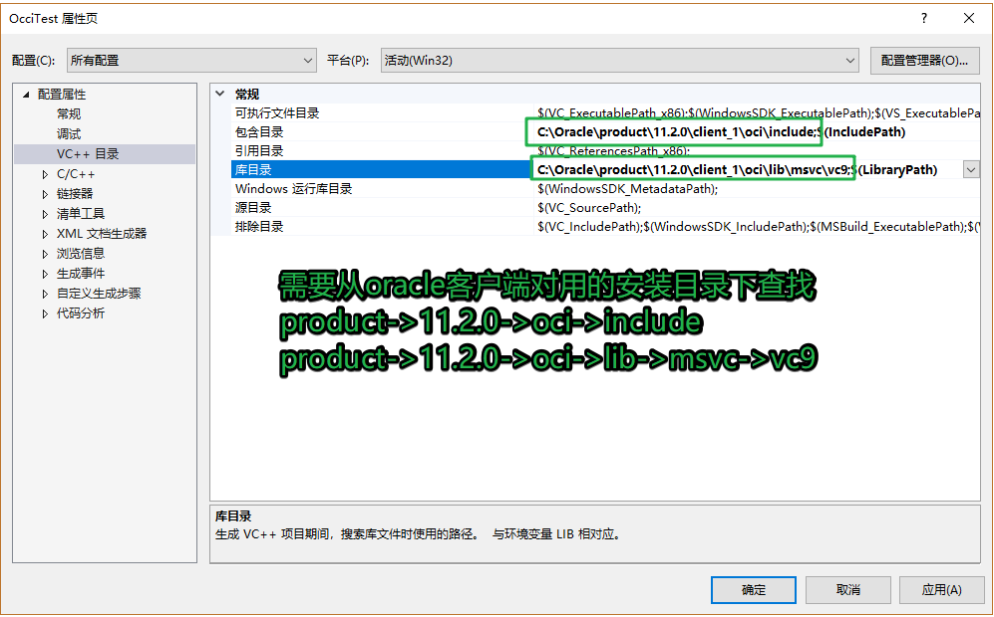 OcciTest 属性页
配置(C): 所有配置 平台(P): 活动(Win32) 配置管理器(O)...
配置属性
常规
调试
VC++ 目录
C/C++
链接器
清单工具
XML 文档生成器
浏览信息
生成事件
自定义生成步骤
代码分析
常规
可执行文件目录 $(VC_ExecutablePath_x86);$(WindowsSDK_ExecutablePath);$(VS_ExecutablePa
包含目录 C:\Oracle\product\11.2.0\client_1\oci\include;$(IncludePath)
引用目录 $(VC_ReferencesPath_x86);
库目录 C:\Oracle\product\11.2.0\client_1\oci\lib\msvc\vc9;$(LibraryPath)
Windows 运行库目录 $(WindowsSDK_MetadataPath);
源目录 $(VC_SourcePath);
排除目录 $(VC_IncludePath);$(WindowsSDK_IncludePath);$(MSBuild_ExecutablePath);$(
需要从oracle客户端对用的安装目录下查找
product->11.2.0->oci->include
product->11.2.0->oci->lib->msvc->vc9
库目录
生成 VC++ 项目期间，搜索库文件时使用的路径。 与环境变量 LIB 相对应。
确定 取消 应用(A)